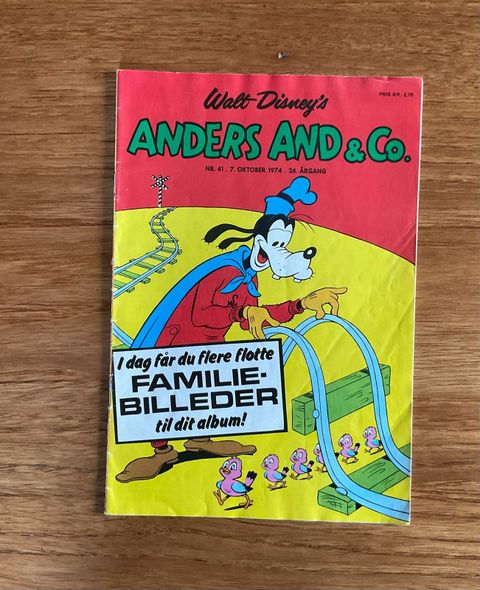 Walt Disney's
PRIS KR. 2,75
ANDERS AND & Co.
NR. 41 . 7. OKTOBER 1974 . 26. ÅRGANG
I dag får du flere flotte
FAMILIE-
BILLEDER
til dit album!